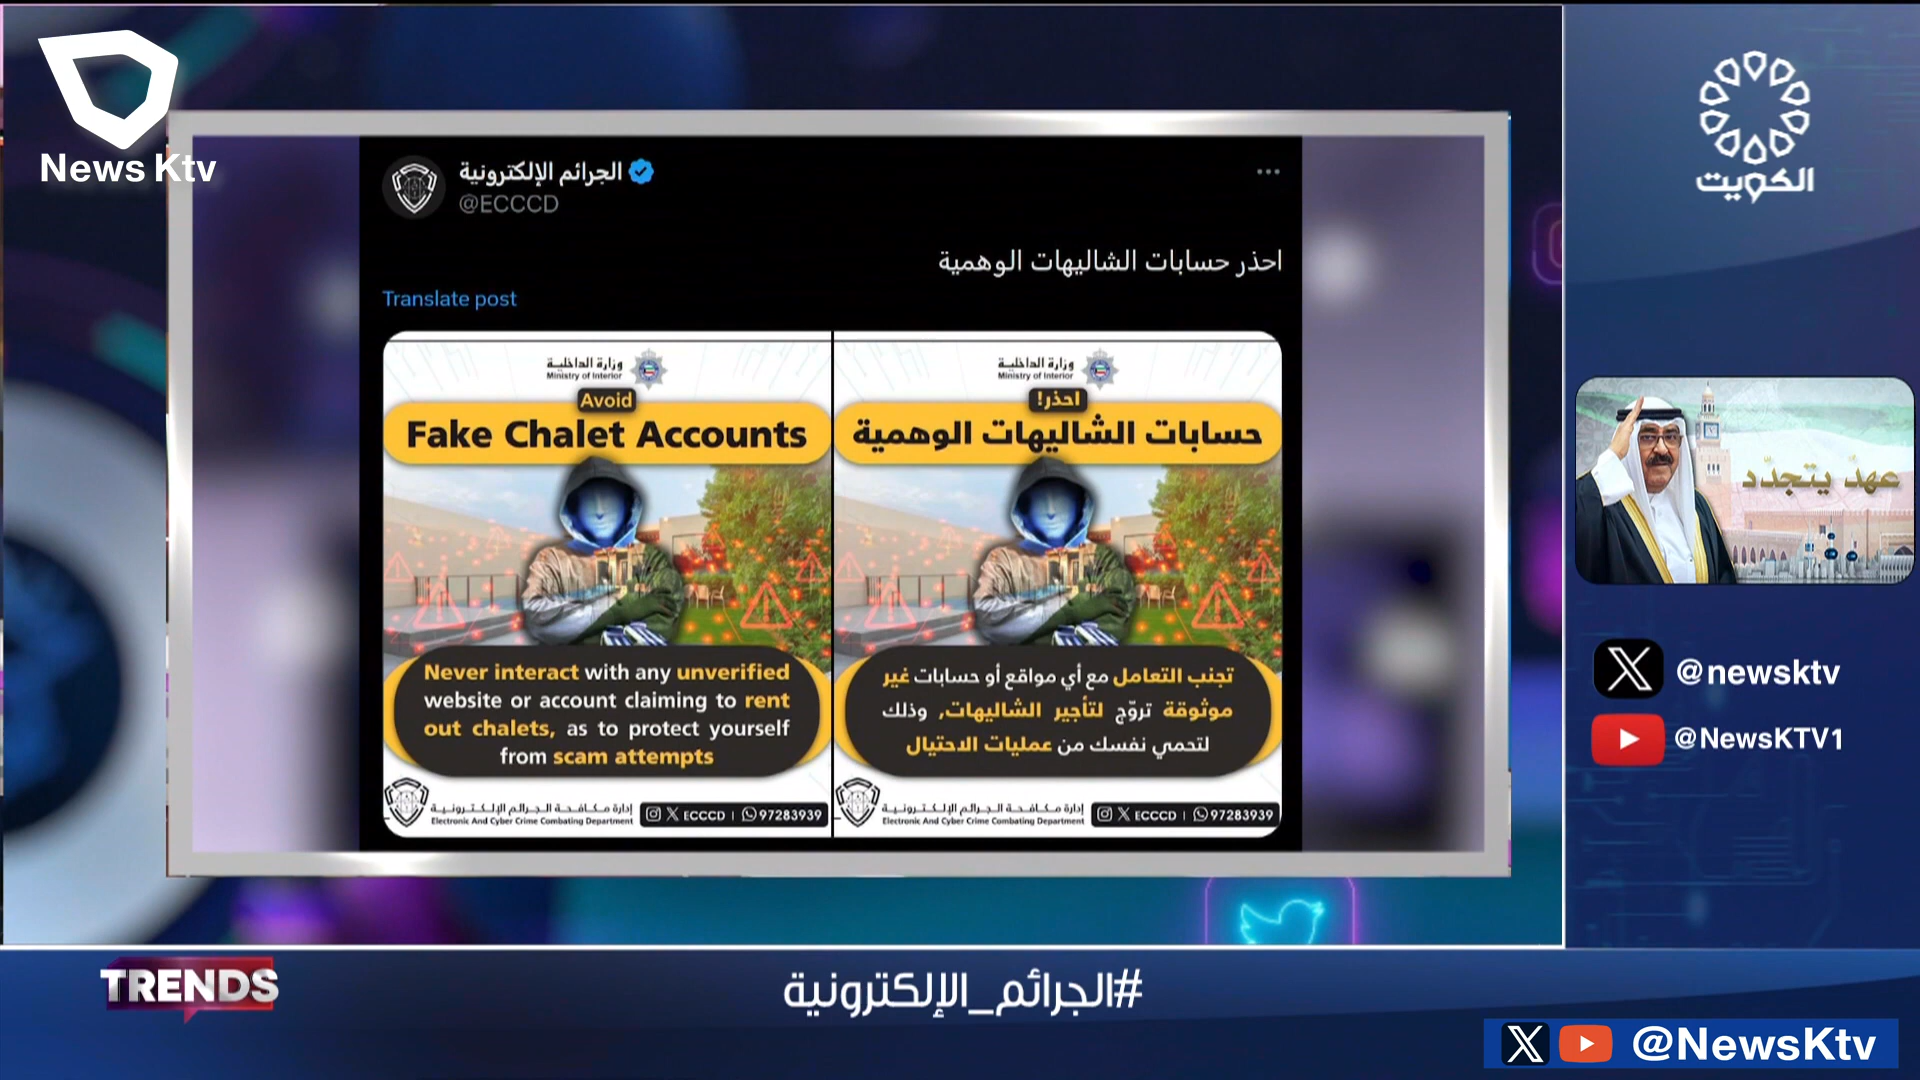 News Ktv
الجرائم الإلكترونية
@ECCCD
احذر حسابات الشاليهات الوهمية
Translate post
وزارة الداخلية
Ministry of Interior
Avoid
Fake Chalet Accounts
Never interact with any unverified
website or account claiming to rent
out chalets, as to protect yourself
from scam attempts
إدارة مكافحة الجرائم الإلكترونية
Electronic And Cyber Crime Combating Department
ECCCD | 97283939
وزارة الداخلية
Ministry of Interior
احذر!
حسابات الشاليهات الوهمية
تجنب التعامل مع أي مواقع أو حسابات غير
موثوقة تروّج لتأجير الشاليهات, وذلك
لتحمي نفسك من عمليات الاحتيال
إدارة مكافحة الجرائم الإلكترونية
Electronic And Cyber Crime Combating Department
ECCCD | 97283939
الكويت
عهدٌ يتجدّد
@newsktv
@NewsKTV1
TRENDS
#الجرائم_الإلكترونية
@NewsKtv